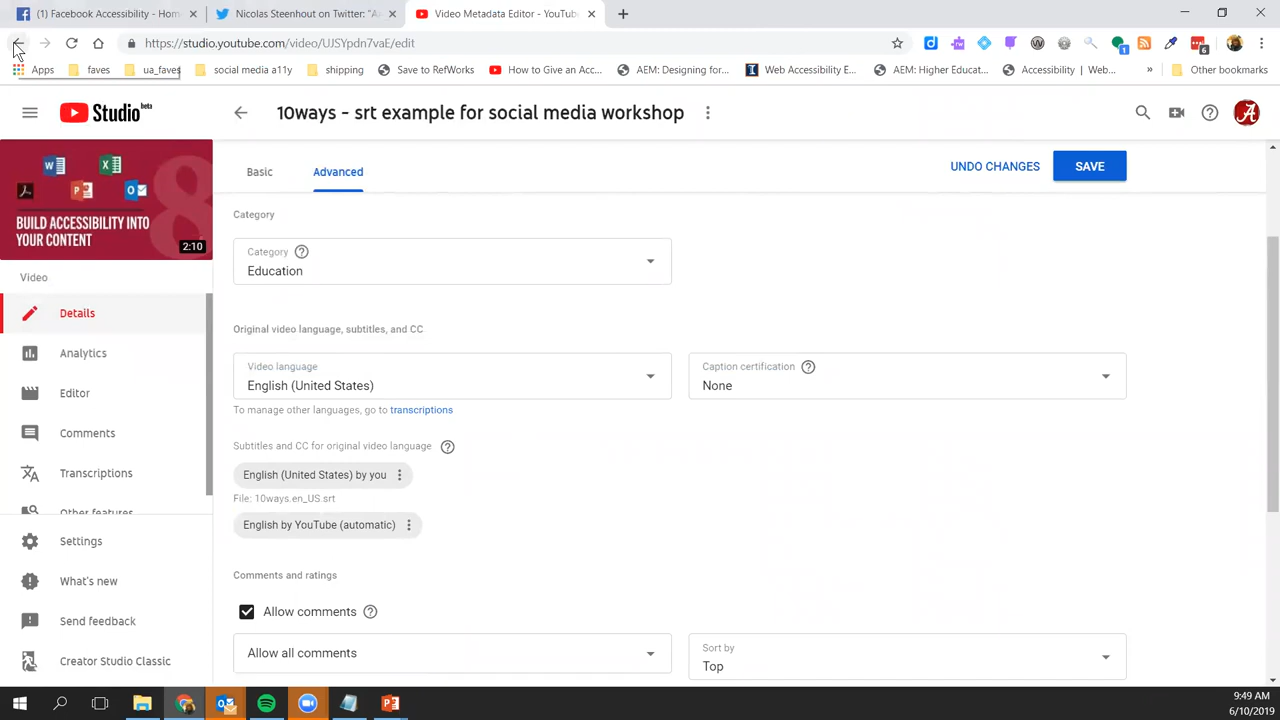 (1) Facebook Accessibility - Hom
Nicolas Steenhout on Twitter: "A
Video Metadata Editor - YouTub
https://studio.youtube.com/video/UJSYpdn7vaE/edit
Apps
faves
ua_faves
social media a11y
shipping
Save to RefWorks
How to Give an Acc...
AEM: Designing for...
Web Accessibility E...
AEM: Higher Educat...
Accessibility | Web...
»
Other bookmarks
1
6
Studio beta
10ways - srt example for social media workshop
A
8
BUILD ACCESSIBILITY INTO
YOUR CONTENT
2:10
Basic
Advanced
UNDO CHANGES
SAVE
Video
Details
Analytics
Editor
Comments
Transcriptions
Other features
Settings
What's new
Send feedback
Creator Studio Classic
Category
Category
Education
Original video language, subtitles, and CC
Video language
English (United States)
Caption certification
None
To manage other languages, go to transcriptions
Subtitles and CC for original video language
English (United States) by you
File: 10ways.en_US.srt
English by YouTube (automatic)
Comments and ratings
Allow comments
Allow all comments
Sort by
Top
9:49 AM
6/10/2019